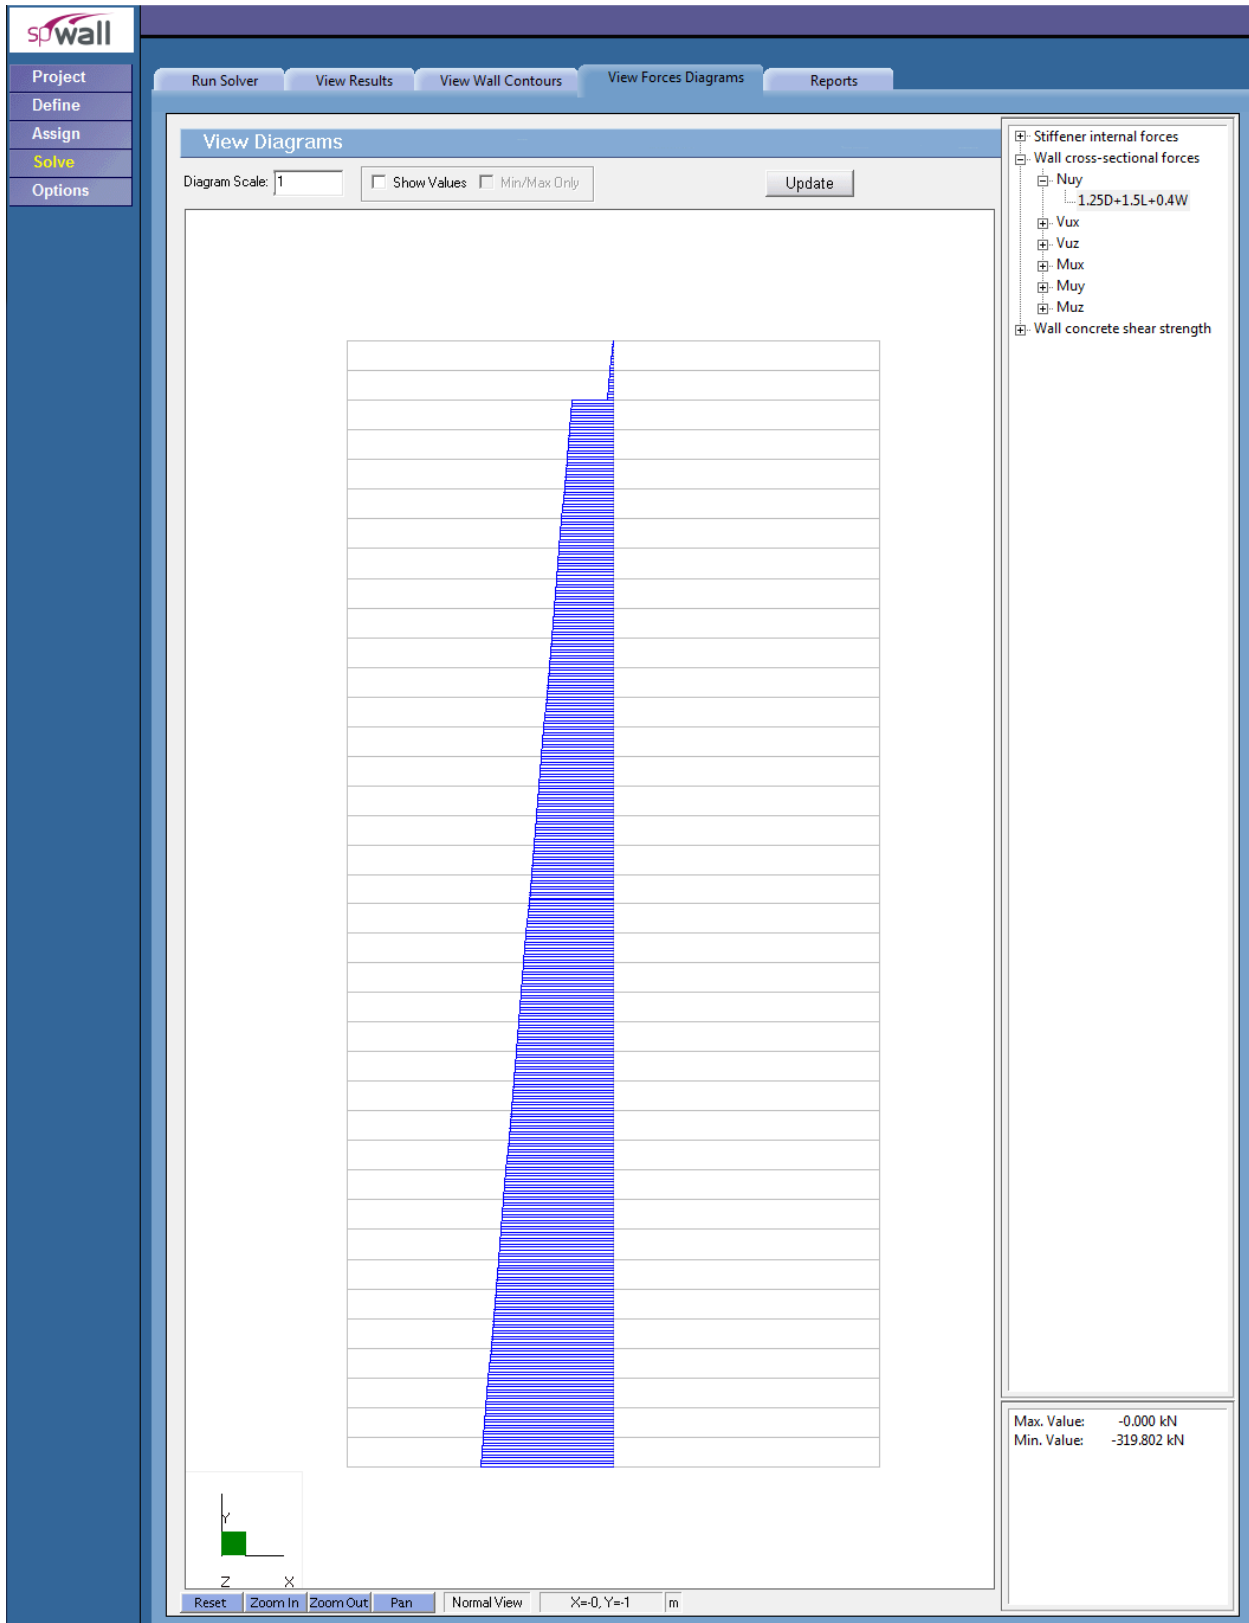 spwall
Project
Define
Assign
Solve
Options
Run Solver
View Results
View Wall Contours
View Forces Diagrams
Reports
View Diagrams
Diagram Scale: 1
Show Values
Min/Max Only
Update
Stiffener internal forces
Wall cross-sectional forces
Nuy
1.25D+1.5L+0.4W
Vux
Vuz
Mux
Muy
Muz
Wall concrete shear strength
Max. Value: -0.000 kN
Min. Value: -319.802 kN
Y
Z X
Reset Zoom In Zoom Out Pan Normal View X=-0, Y=-1 m